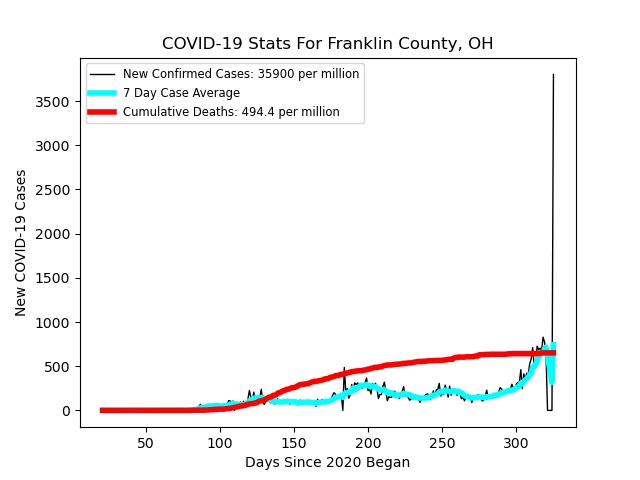 COVID-19 Stats For Franklin County, OH
New Confirmed Cases: 35900 per million
7 Day Case Average
Cumulative Deaths: 494.4 per million
New COVID-19 Cases
3500
3000
2500
2000
1500
1000
500
0
50 100 150 200 250 300
Days Since 2020 Began